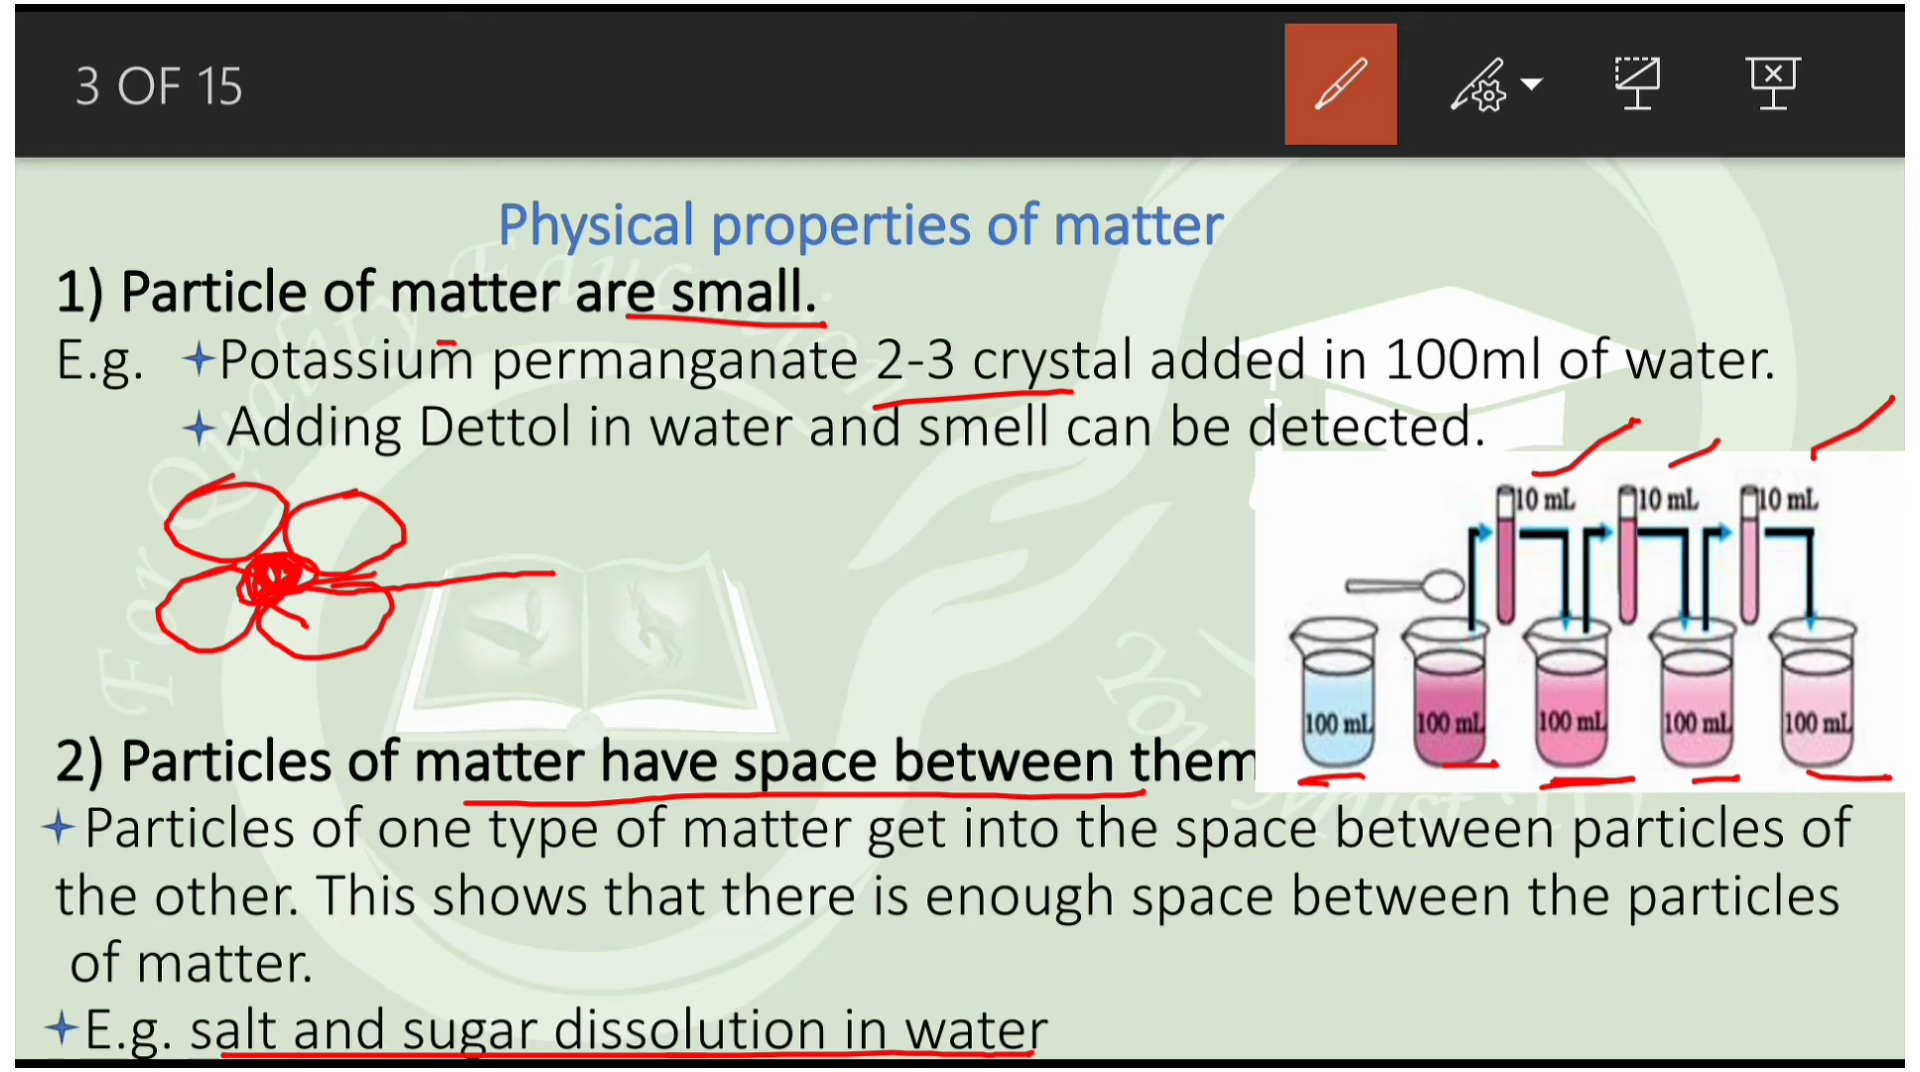 3 OF 15
Physical properties of matter
1) Particle of matter are small.
E.g. Potassium permanganate 2-3 crystal added in 100ml of water.
Adding Dettol in water and smell can be detected.
10 mL 10 mL 10 mL
100 mL 100 mL 100 mL 100 mL 100 mL
2) Particles of matter have space between them
Particles of one type of matter get into the space between particles of
the other. This shows that there is enough space between the particles
of matter.
E.g. salt and sugar dissolution in water
For Quality Education
You